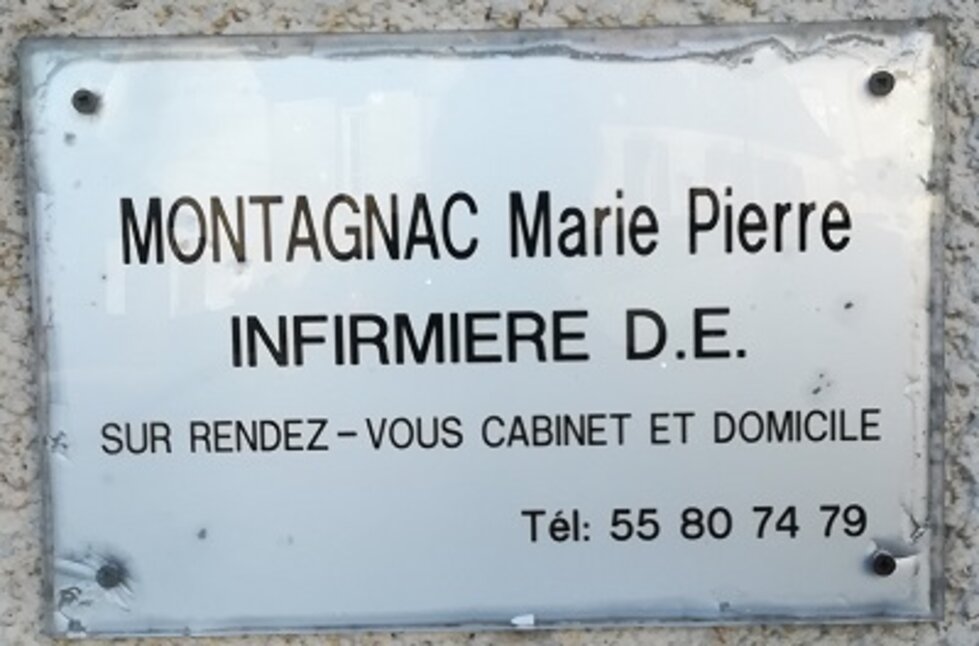 MONTAGNAC Marie Pierre
INFIRMIERE D.E.
SUR RENDEZ-VOUS CABINET ET DOMICILE
Tél: 55 80 74 79